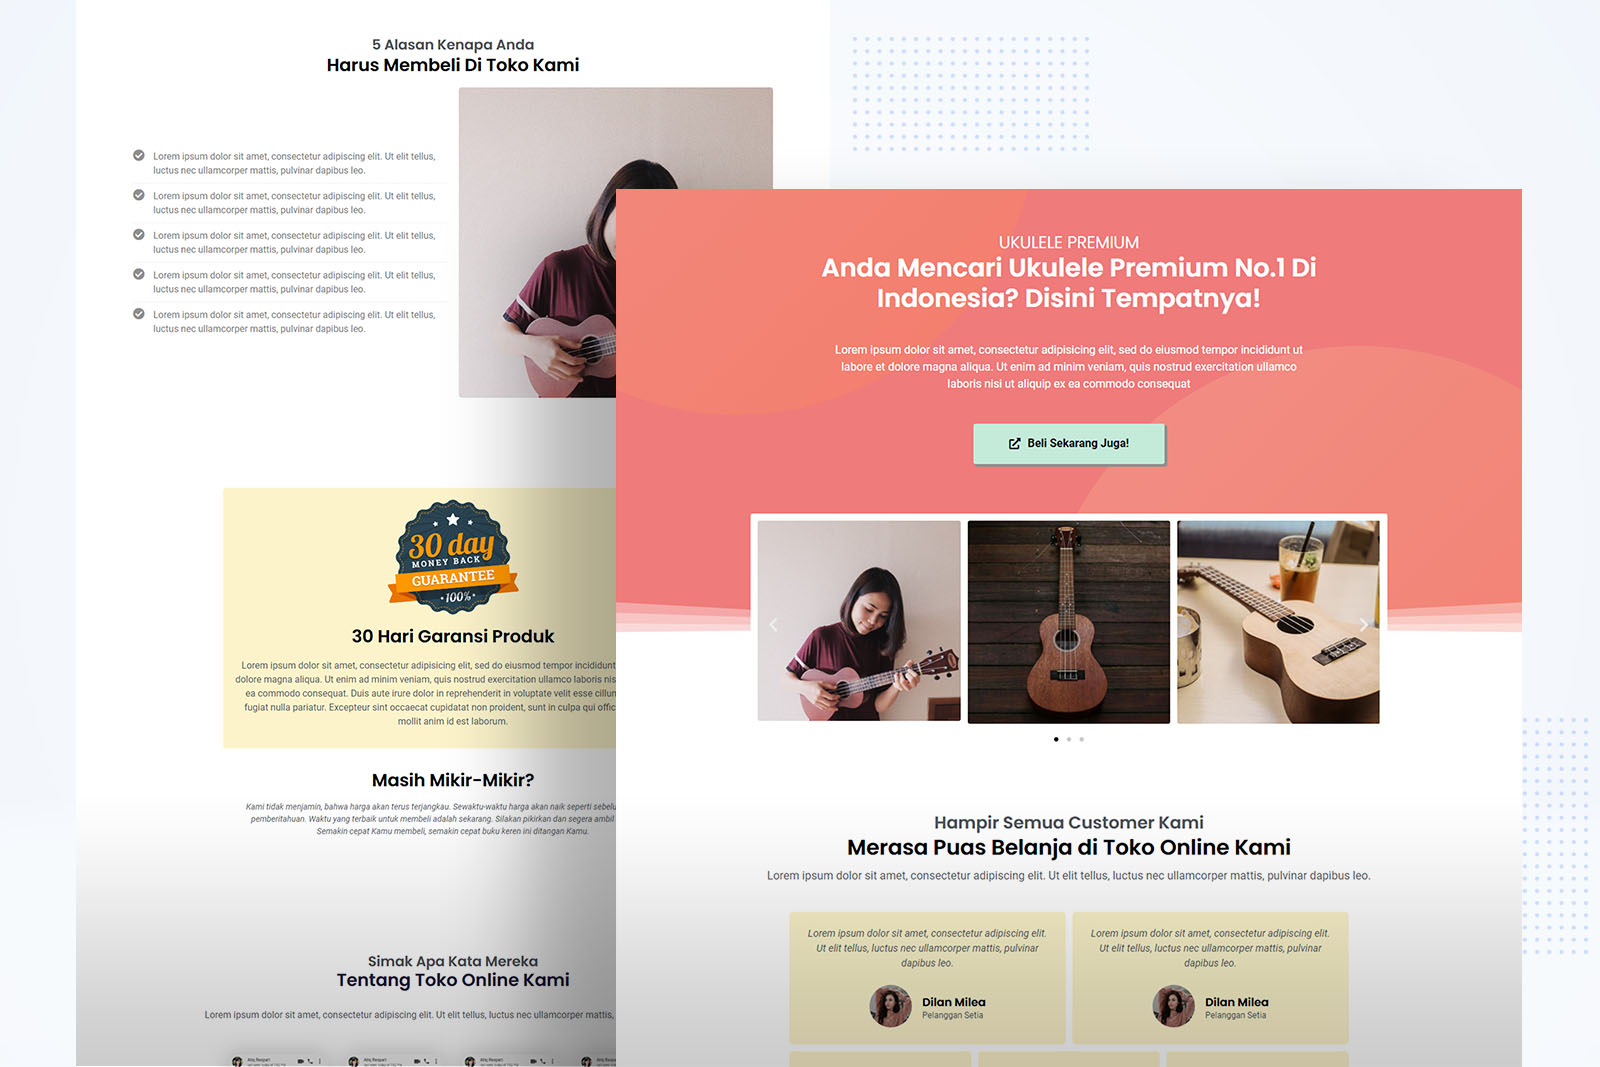 5 Alasan Kenapa Anda
Harus Membeli Di Toko Kami
Lorem ipsum dolor sit amet, consectetur adipiscing elit. Ut elit tellus,
luctus nec ullamcorper mattis, pulvinar dapibus leo.
Lorem ipsum dolor sit amet, consectetur adipiscing elit. Ut elit tellus,
luctus nec ullamcorper mattis, pulvinar dapibus leo.
Lorem ipsum dolor sit amet, consectetur adipiscing elit. Ut elit tellus,
luctus nec ullamcorper mattis, pulvinar dapibus leo.
Lorem ipsum dolor sit amet, consectetur adipiscing elit. Ut elit tellus,
luctus nec ullamcorper mattis, pulvinar dapibus leo.
Lorem ipsum dolor sit amet, consectetur adipiscing elit. Ut elit tellus,
luctus nec ullamcorper mattis, pulvinar dapibus leo.
30 day
MONEY BACK
GUARANTEE
100%
30 Hari Garansi Produk
Lorem ipsum dolor sit amet, consectetur adipisicing elit, sed do eiusmod tempor incididunt
dolore magna aliqua. Ut enim ad minim veniam, quis nostrud exercitation ullamco laboris nis
ea commodo consequat. Duis aute irure dolor in reprehenderit in voluptate velit esse cillum
fugiat nulla pariatur. Excepteur sint occaecat cupidatat non proident, sunt in culpa qui offic
mollit anim id est laborum.
Masih Mikir-Mikir?
Kami tidak menjamin, bahwa harga akan terus terjangkau. Sewaktu-waktu harga akan naik seperti sebelu
pemberitahuan. Waktu yang terbaik untuk membeli adalah sekarang. Silakan pikirkan dan segera ambil
Semakin cepat Kamu membeli, semakin cepat buku keren ini ditangan Kamu.
Simak Apa Kata Mereka
Tentang Toko Online Kami
Lorem ipsum dolor sit amet, consectetur adipiscing elit. Ut elit tellus, luctus nec ullamcorper mattis,
UKULELE PREMIUM
Anda Mencari Ukulele Premium No.1 Di
Indonesia? Disini Tempatnya!
Lorem ipsum dolor sit amet, consectetur adipisicing elit, sed do eiusmod tempor incididunt ut
labore et dolore magna aliqua. Ut enim ad minim veniam, quis nostrud exercitation ullamco
laboris nisi ut aliquip ex ea commodo consequat
Beli Sekarang Juga!
Hampir Semua Customer Kami
Merasa Puas Belanja di Toko Online Kami
Lorem ipsum dolor sit amet, consectetur adipiscing elit. Ut elit tellus, luctus nec ullamcorper mattis, pulvinar dapibus leo.
Lorem ipsum dolor sit amet, consectetur adipiscing elit.
Ut elit tellus, luctus nec ullamcorper mattis, pulvinar
dapibus leo.
Dilan Milea
Pelanggan Setia
Lorem ipsum dolor sit amet, consectetur adipiscing elit.
Ut elit tellus, luctus nec ullamcorper mattis, pulvinar
dapibus leo.
Dilan Milea
Pelanggan Setia